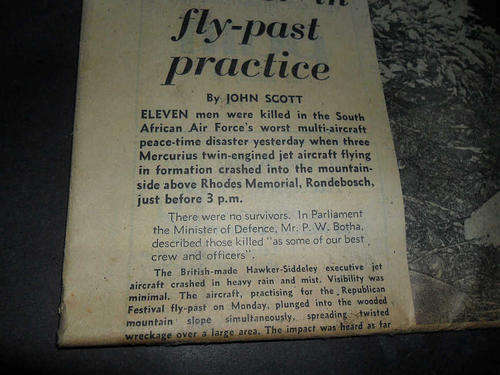 in
fly-past
practice
By JOHN SCOTT
ELEVEN men were killed in the South
African Air Force's worst multi-aircraft
peace-time disaster yesterday when three
Mercurius twin-engined jet aircraft flying
in formation crashed into the mountain-
side above Rhodes Memorial, Rondebosch,
just before 3 p.m.
There were no survivors. In Parliament
the Minister of Defence, Mr. P. W. Botha,
described those killed "as some of our best
crew and officers".
The British-made Hawker-Siddeley executive jet
aircraft crashed in heavy rain and mist. Visibility was
minimal. The aircraft, practising for the Republican
Festival fly-past on Monday, plunged into the wooded
mountain slope simultaneously, spreading twisted
wreckage over a large area. The impact was heard as far